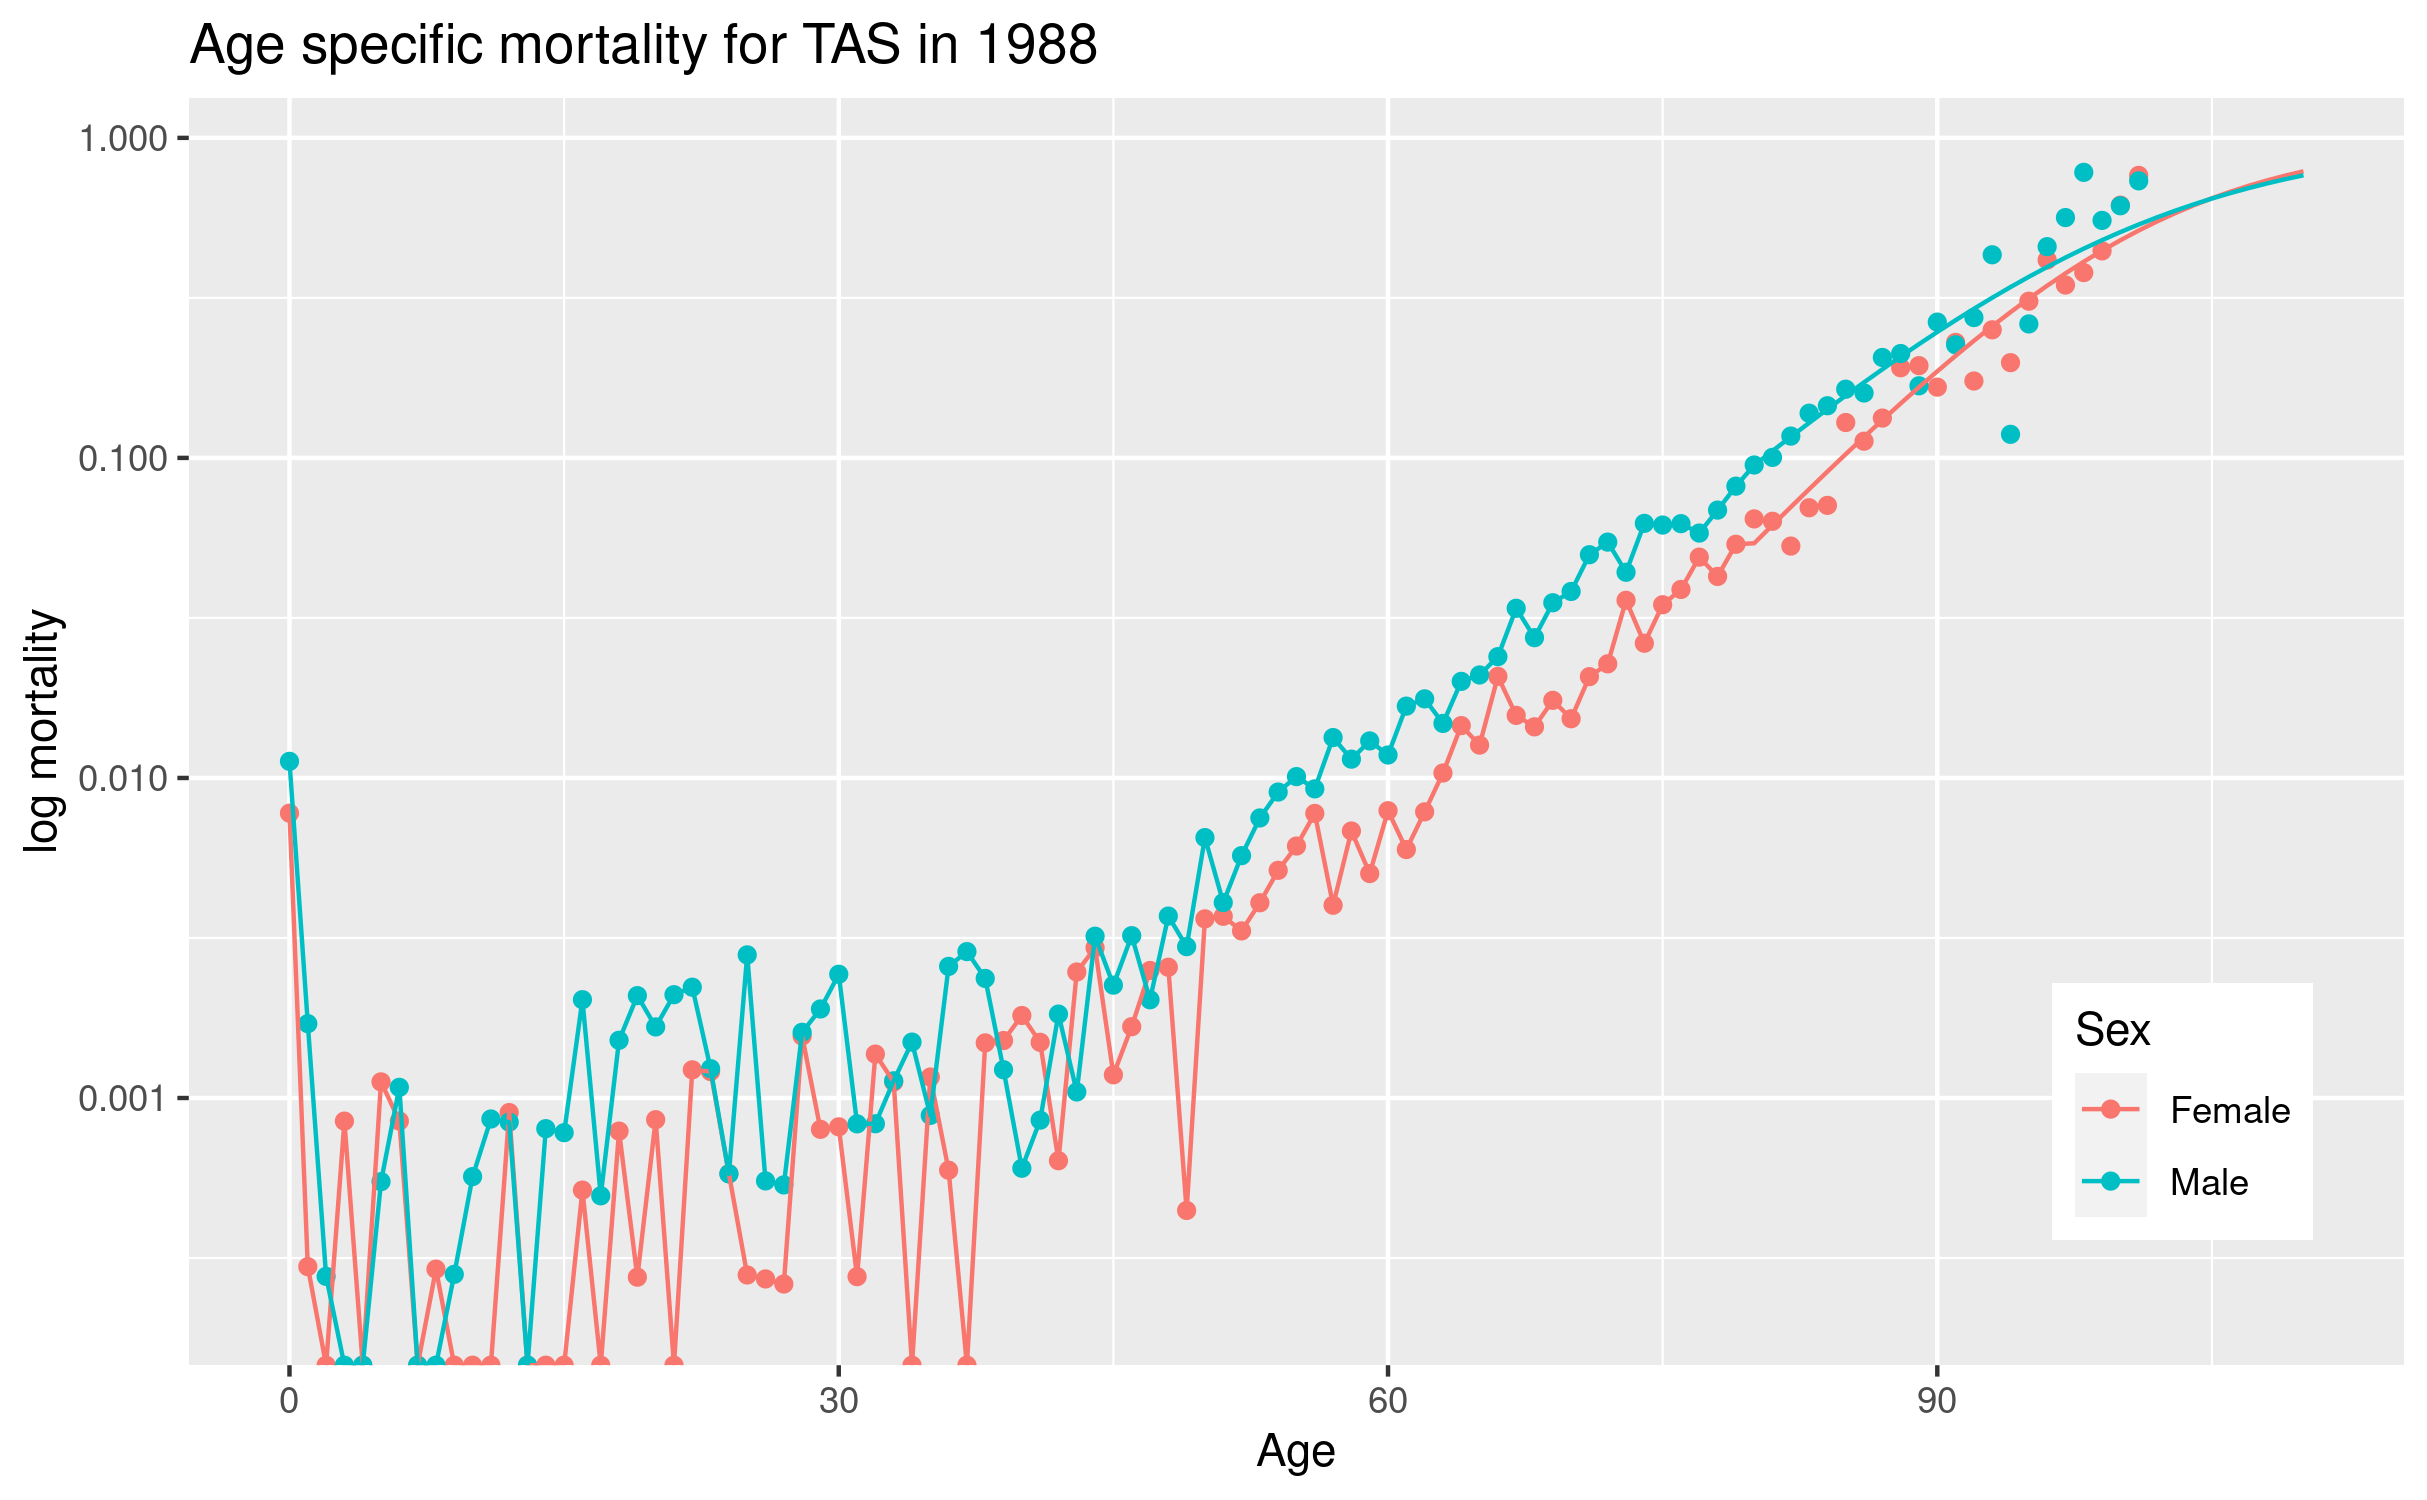 Age specific mortality for TAS in 1988
1.000
0.100
0.010
0.001
log mortality
0
30
60
90
Age
Sex
Female
Male